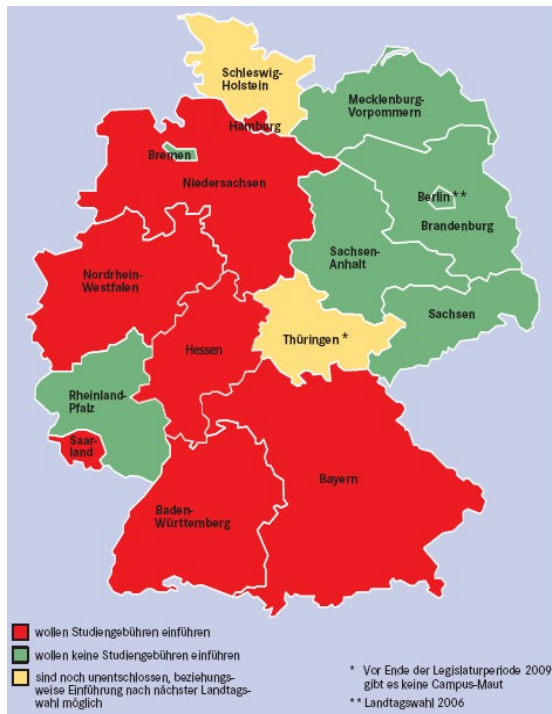 Schleswig-
Holstein
Mecklenburg-
Vorpommern
Hamburg
Bremen
Niedersachsen
Berlin **
Brandenburg
Sachsen-
Anhalt
Nordrhein-
Westfalen
Sachsen
Thüringen *
Hessen
Rheinland-
Pfalz
Saar-
land
Bayern
Baden-
Württemberg
wollen Studiengebühren einführen
wollen keine Studiengebühren einführen
sind noch unentschlossen, beziehungs-
weise Einführung nach nächster Landtags-
wahl möglich
* Vor Ende der Legislaturperiode 2009
gibt es keine Campus-Maut
** Landtagswahl 2006